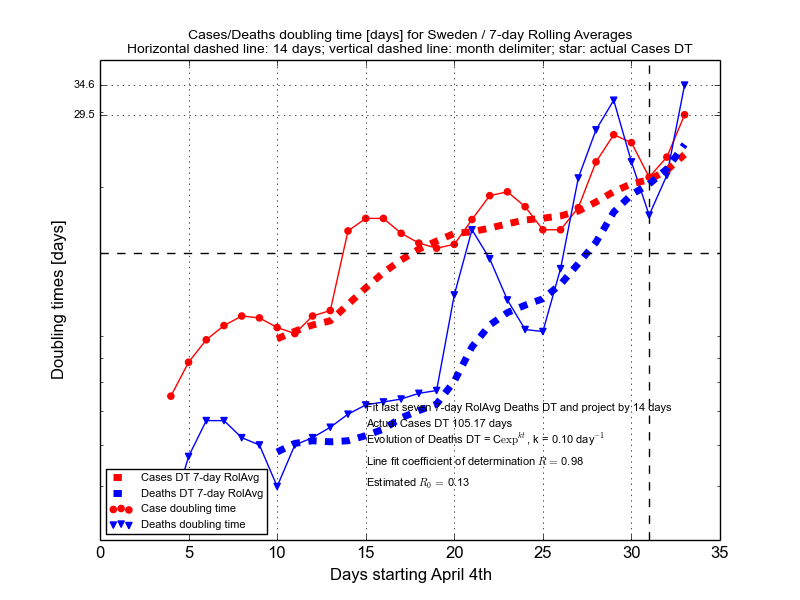 Cases/Deaths doubling time [days] for Sweden / 7-day Rolling Averages
Horizontal dashed line: 14 days; vertical dashed line: month delimiter; star: actual Cases DT
34.6
29.5
Doubling times [days]
Fit last seven 7-day RolAvg Deaths DT and project by 14 days
Actual Cases DT 105.17 days
Evolution of Deaths DT = C exp^{kt}, k = 0.10 day^{-1}
Line fit coefficient of determination R = 0.98
Estimated R_0 = 0.13
Cases DT 7-day RolAvg
Deaths DT 7-day RolAvg
Case doubling time
Deaths doubling time
0 5 10 15 20 25 30 35
Days starting April 4th